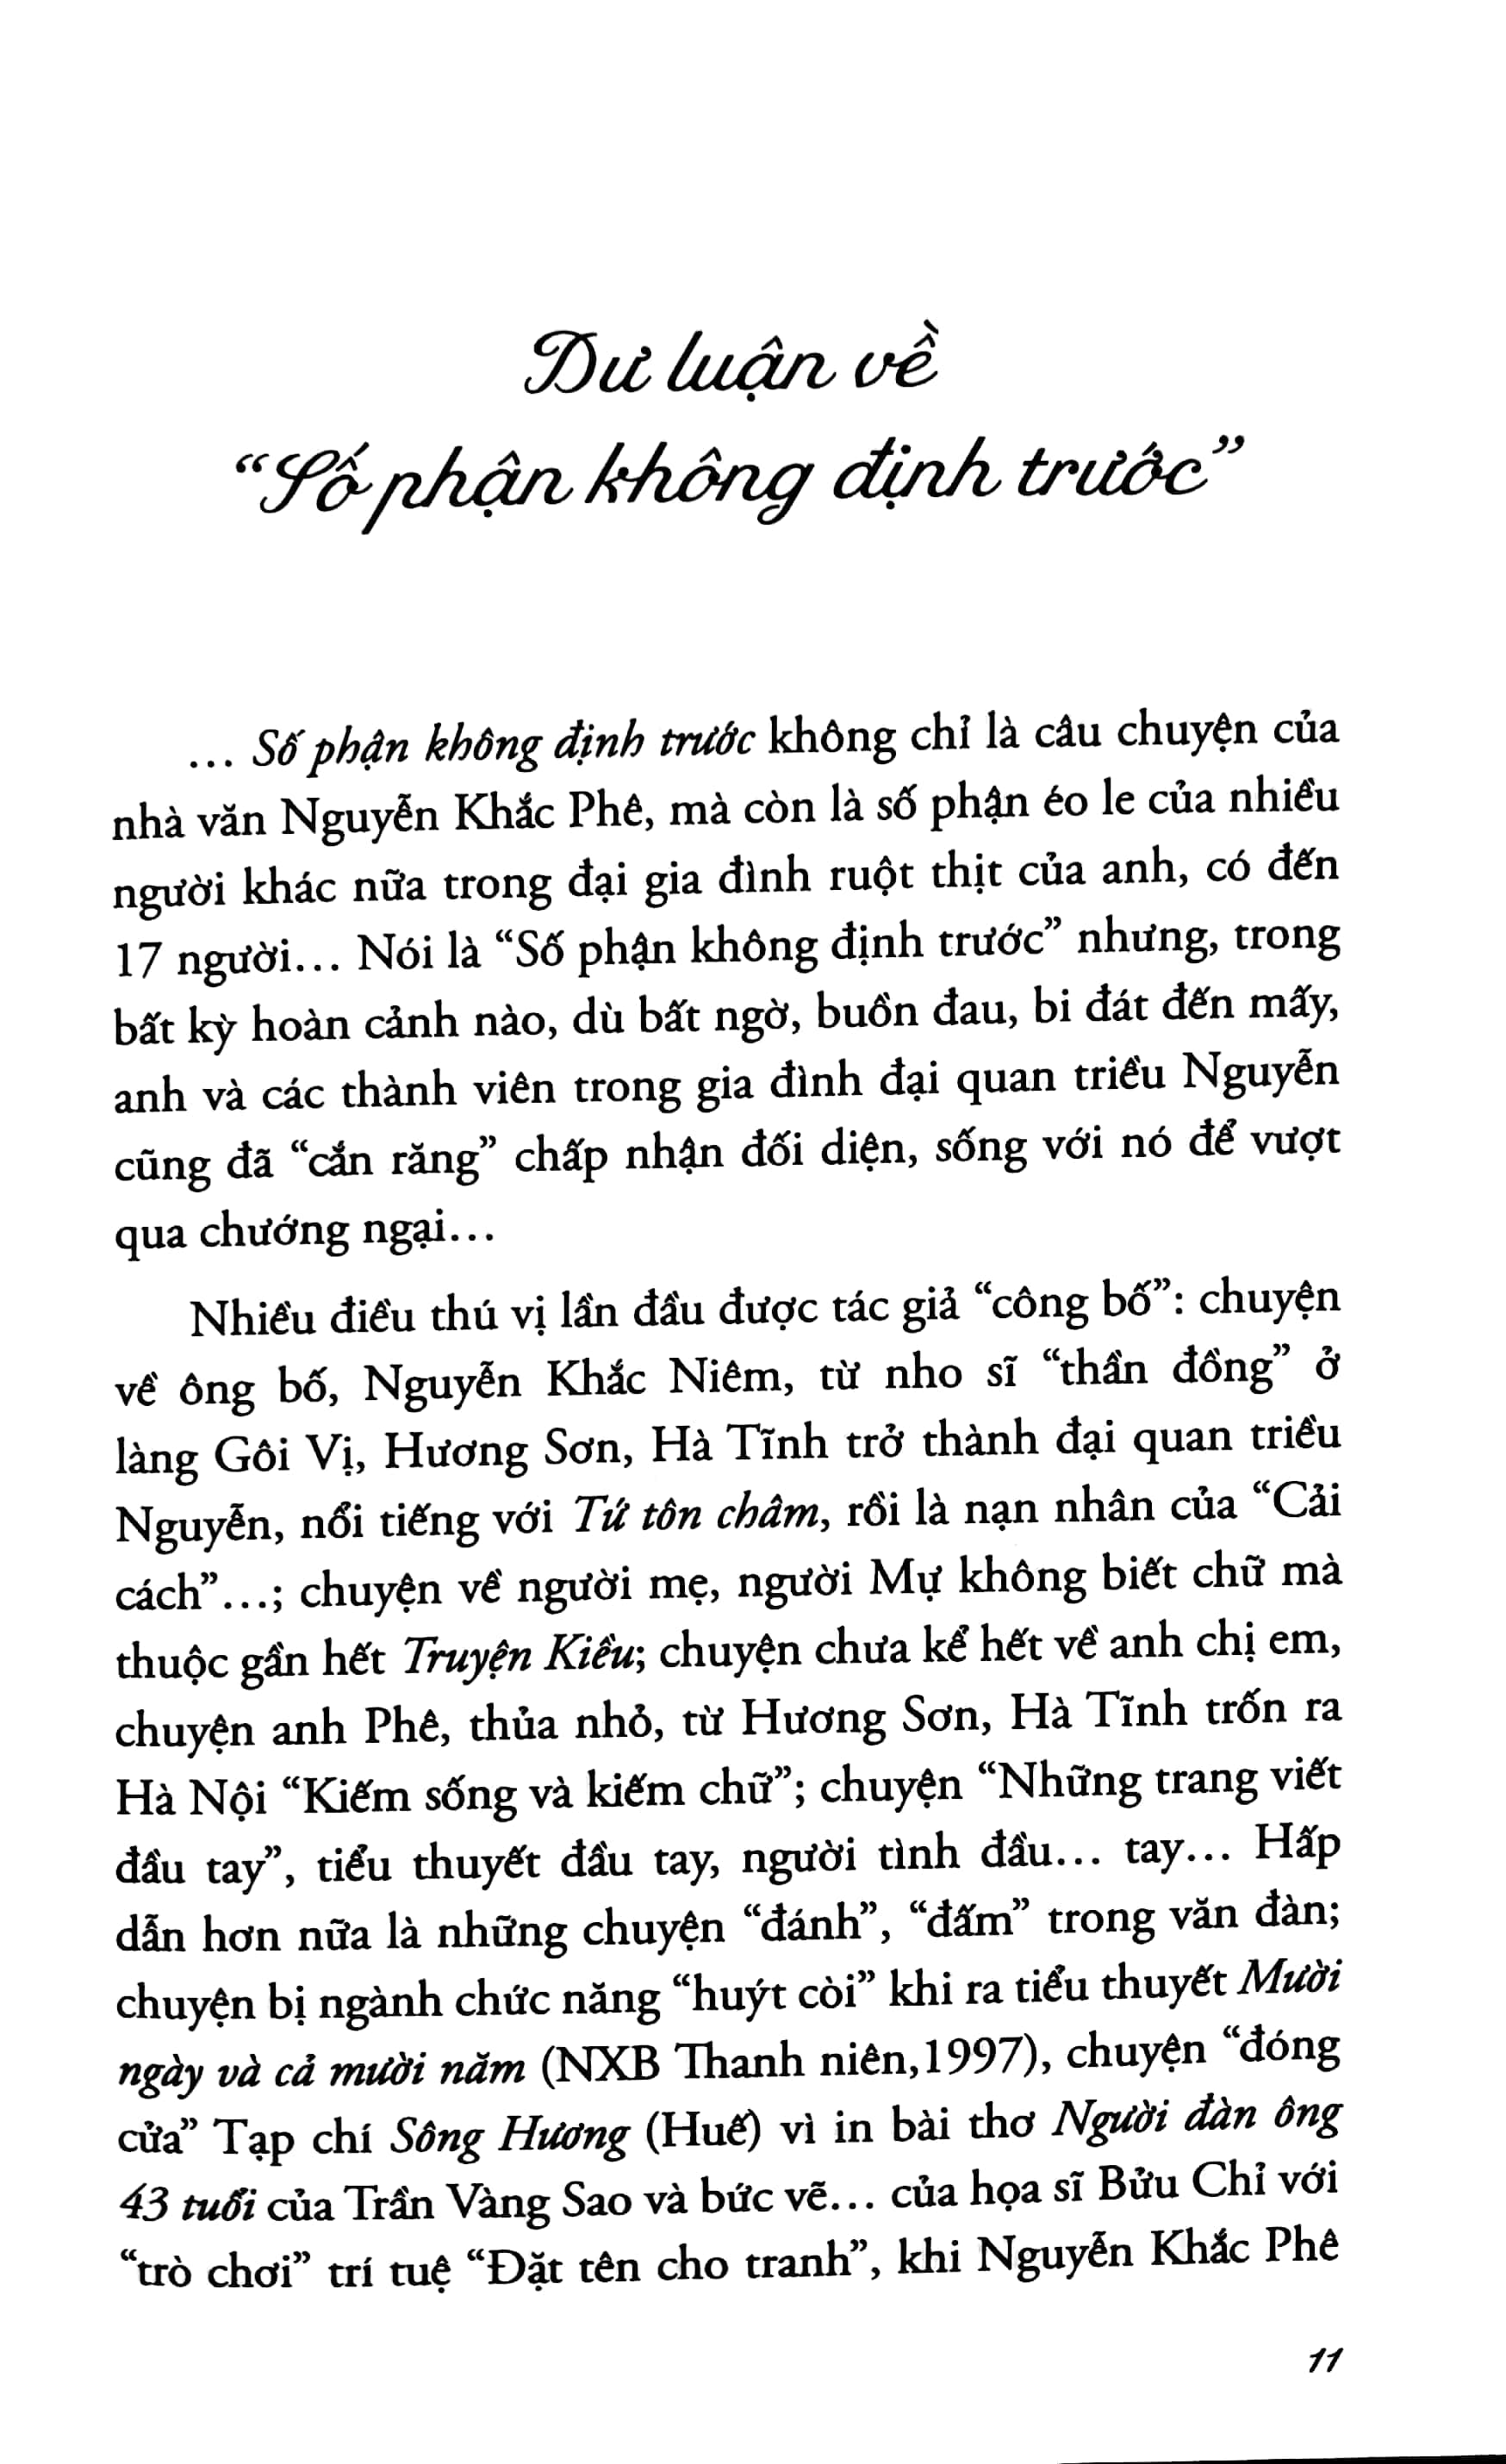 Dư luận về
“Số phận không định trước”
... Số phận không định trước không chỉ là câu chuyện của
nhà văn Nguyễn Khắc Phê, mà còn là số phận éo le của nhiều
người khác nữa trong đại gia đình ruột thịt của anh, có đến
17 người... Nói là “Số phận không định trước” nhưng, trong
bất kỳ hoàn cảnh nào, dù bất ngờ, buồn đau, bi đát đến mấy,
anh và các thành viên trong gia đình đại quan triều Nguyễn
cũng đã “cắn răng” chấp nhận đối diện, sống với nó để vượt
qua chướng ngại...
Nhiều điều thú vị lần đầu được tác giả “công bố”: chuyện
về ông bố, Nguyễn Khắc Niêm, từ nho sĩ “thần đồng” ở
làng Gôi Vị, Hương Sơn, Hà Tĩnh trở thành đại quan triều
Nguyễn, nổi tiếng với Tứ tôn châm, rồi là nạn nhân của “Cải
cách”...; chuyện về người mẹ, người Mự không biết chữ mà
thuộc gần hết Truyện Kiều; chuyện chưa kể hết về anh chị em,
chuyện anh Phê, thủa nhỏ, từ Hương Sơn, Hà Tĩnh trốn ra
Hà Nội “Kiếm sống và kiếm chữ”; chuyện “Những trang viết
đầu tay”, tiểu thuyết đầu tay, người tình đầu... tay... Hấp
dẫn hơn nữa là những chuyện “đánh”, “đấm” trong văn đàn;
chuyện bị ngành chức năng “huýt còi” khi ra tiểu thuyết Mười
ngày và cả mười năm (NXB Thanh niên,1997), chuyện “đóng
cửa” Tạp chí Sông Hương (Huế) vì in bài thơ Người đàn ông
43 tuổi của Trần Vàng Sao và bức vẽ... của họa sĩ Bửu Chỉ với
“trò chơi” trí tuệ “Đặt tên cho tranh”, khi Nguyễn Khắc Phê
11